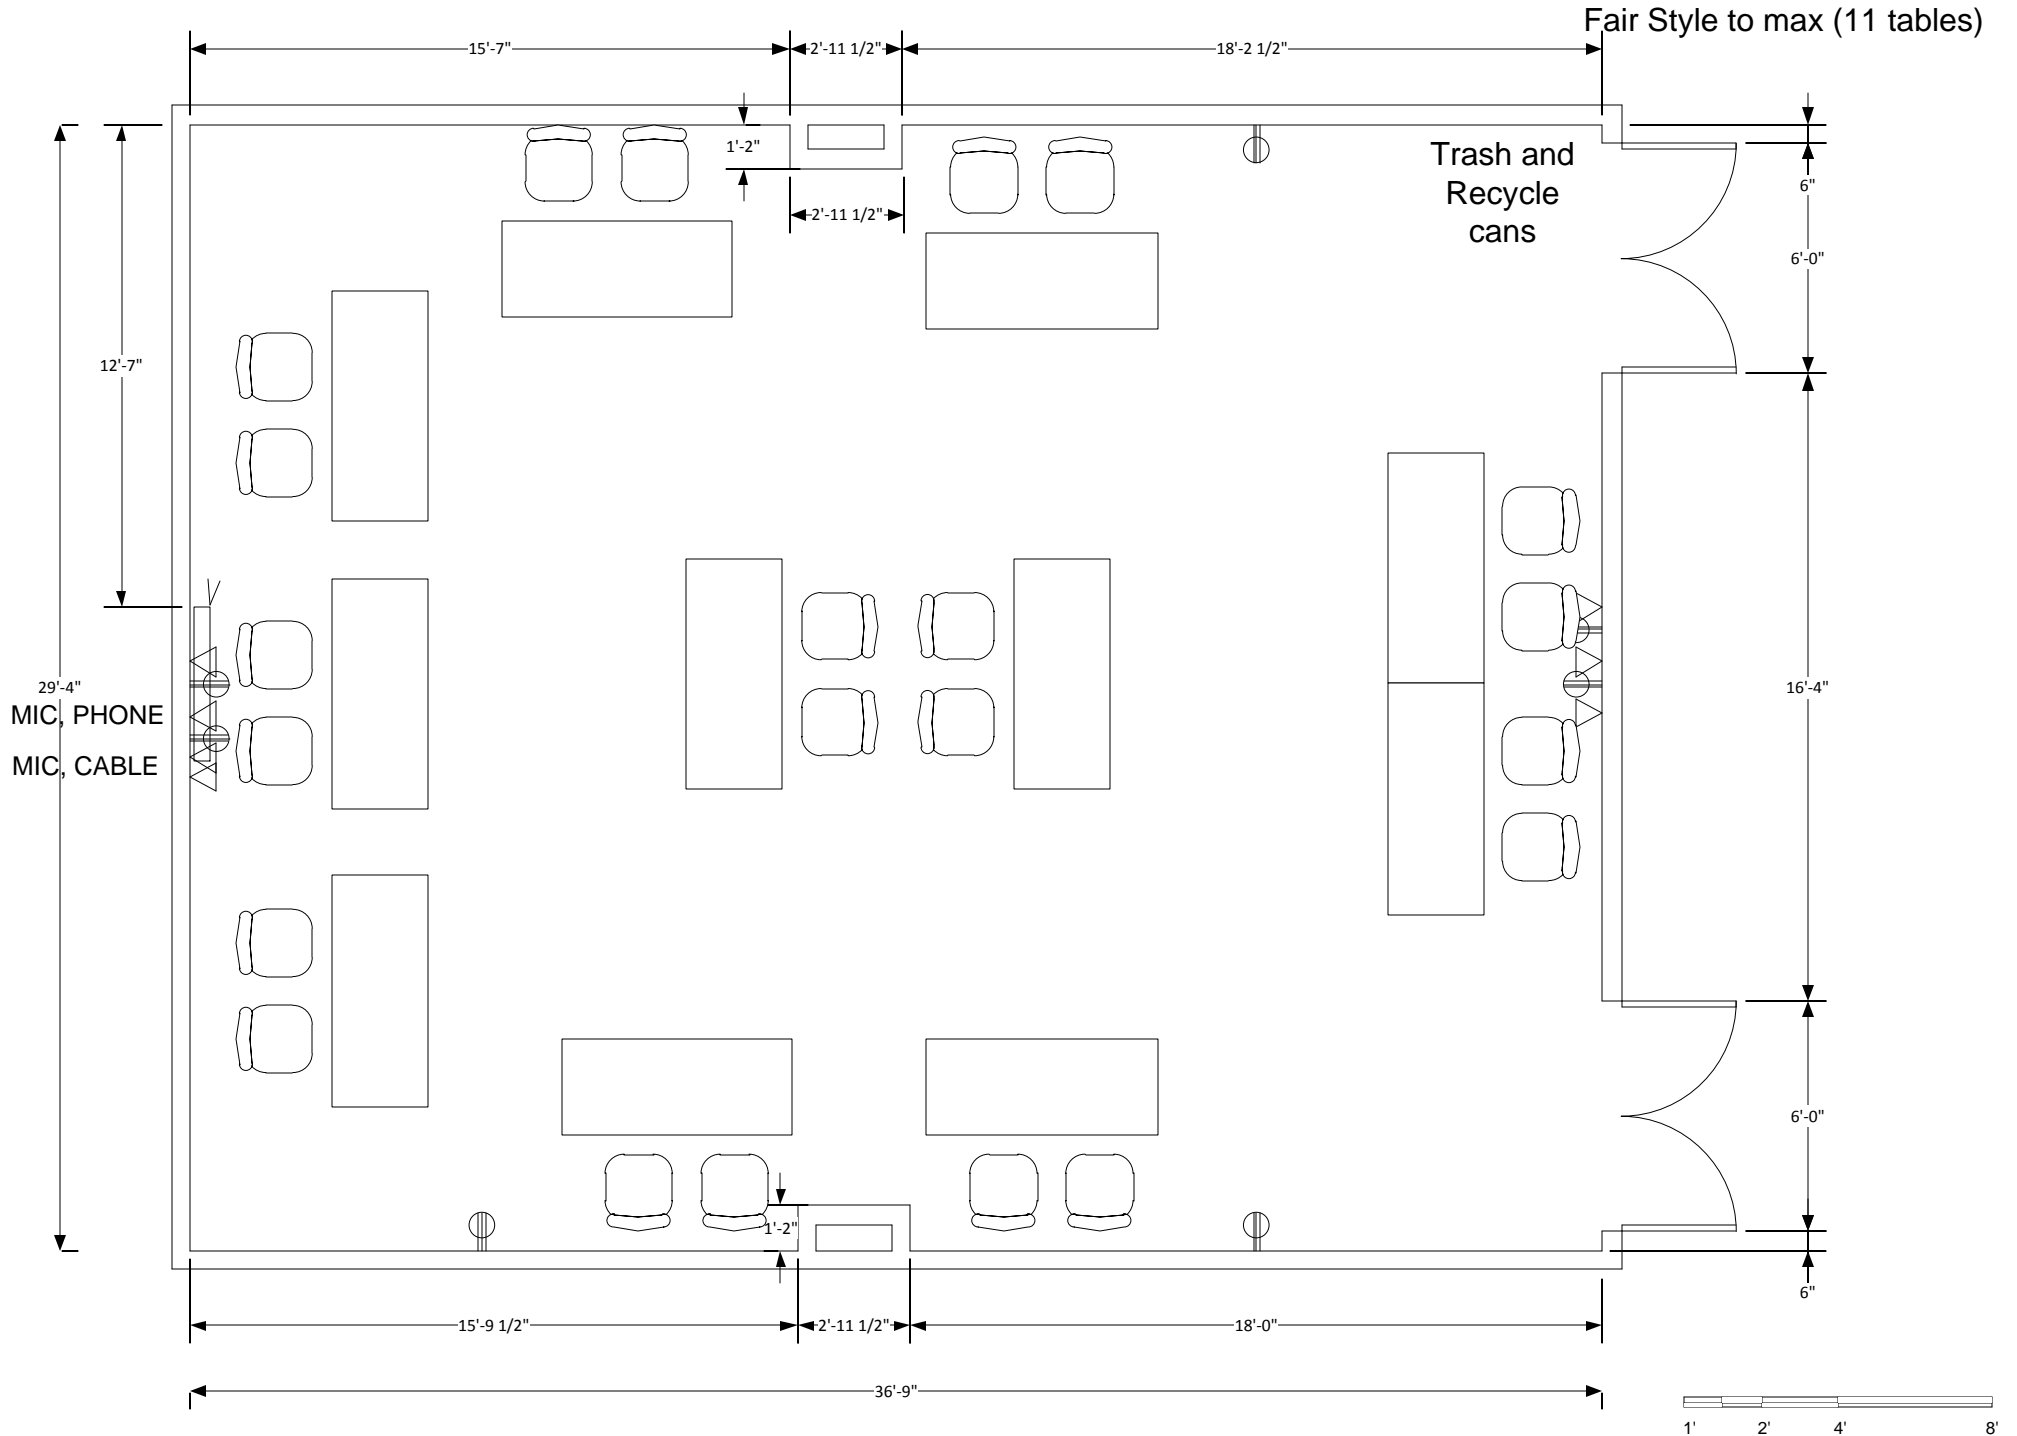 Fair Style to max (11 tables)
15'-7"
2'-11 1/2"
18'-2 1/2"
1'-2"
2'-11 1/2"
Trash and
Recycle
cans
6"
6'-0"
12'-7"
29'-4"
16'-4"
MIC, PHONE
MIC, CABLE
6'-0"
1'-2"
6"
15'-9 1/2"
2'-11 1/2"
18'-0"
36'-9"
1' 2' 4' 8'